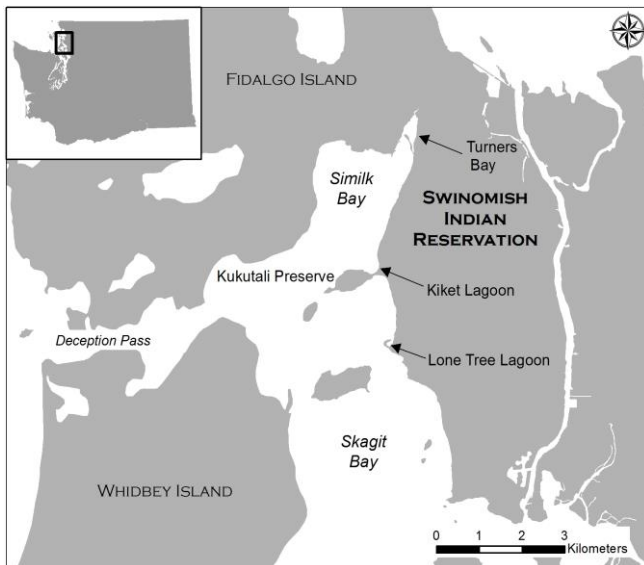 FIDALGO ISLAND
Turners
Bay
Similk
Bay
SWINOMISH
INDIAN
RESERVATION
Kukutali Preserve
Kiket Lagoon
Deception Pass
Lone Tree Lagoon
Skagit
Bay
WHIDBEY ISLAND
0 1 2 3
Kilometers